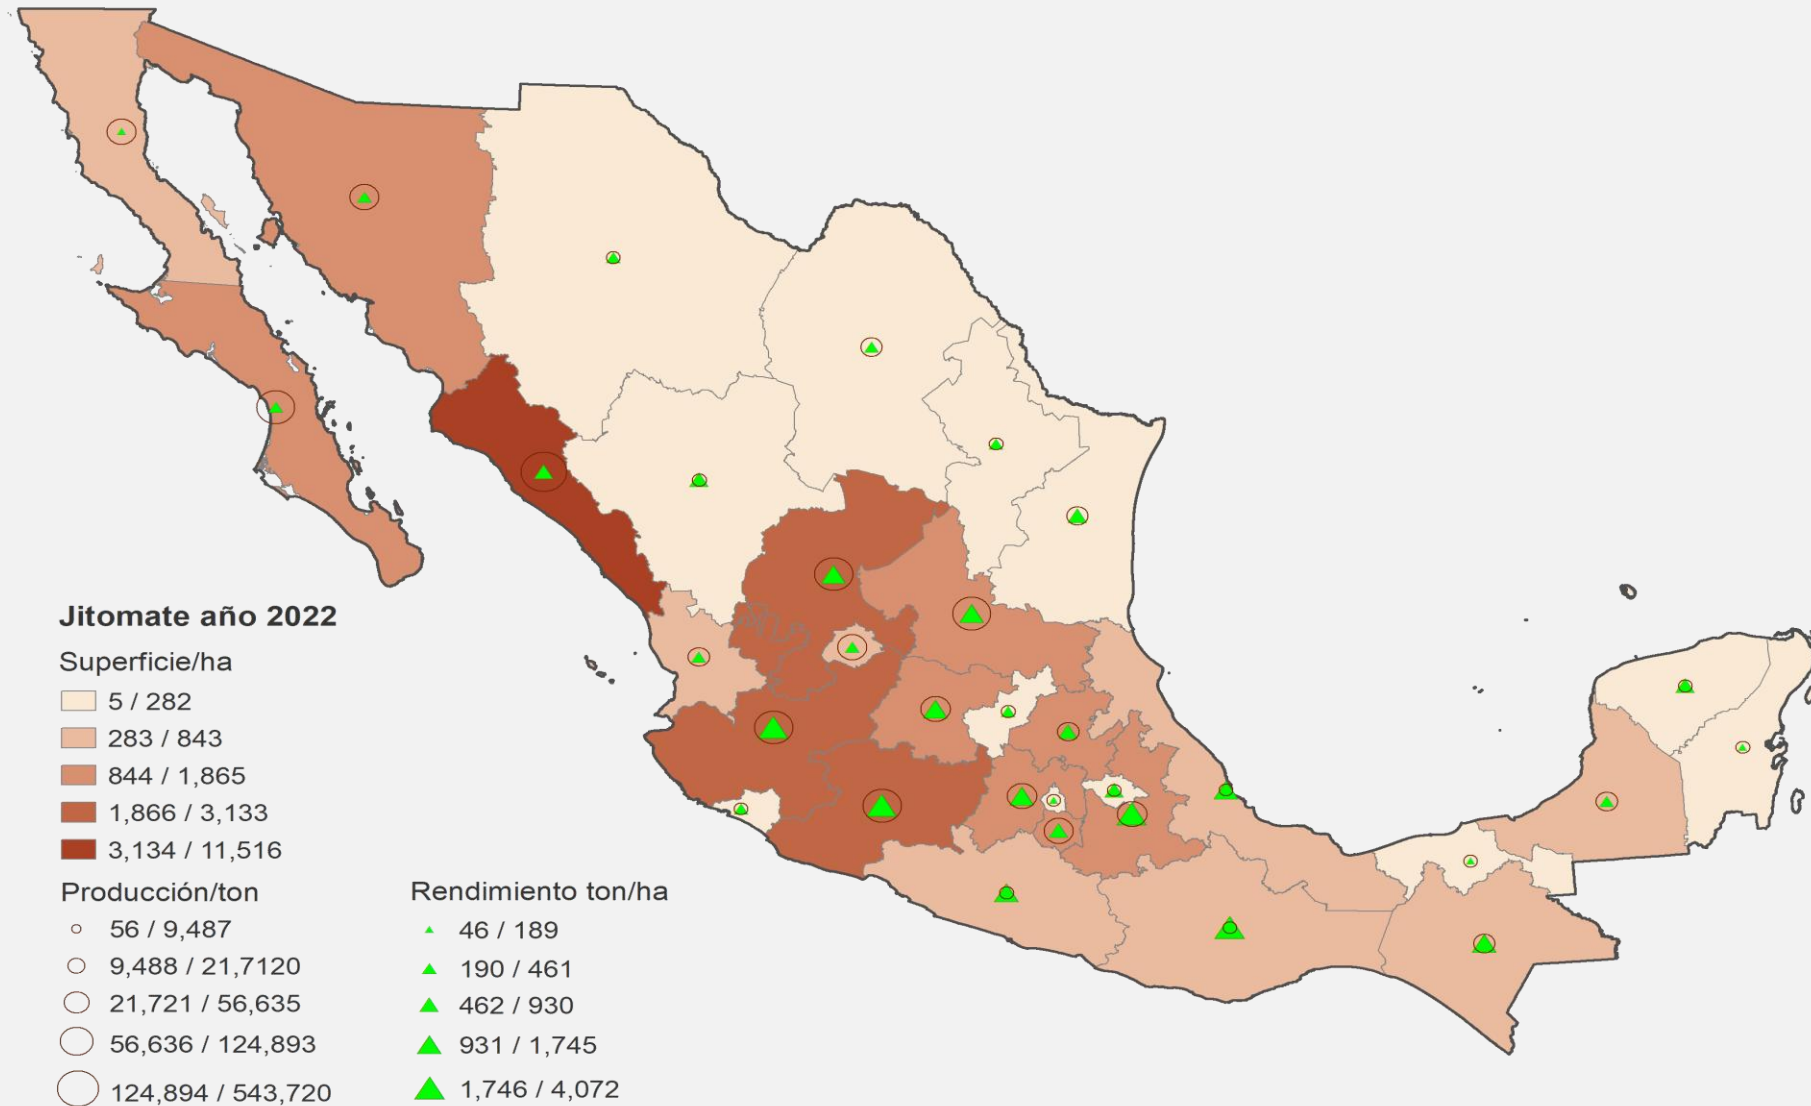 Jitomate año 2022
Superficie/ha
5 / 282
283 / 843
844 / 1,865
1,866 / 3,133
3,134 / 11,516
Producción/ton
56 / 9,487
9,488 / 21,7120
21,721 / 56,635
56,636 / 124,893
124,894 / 543,720
Rendimiento ton/ha
46 / 189
190 / 461
462 / 930
931 / 1,745
1,746 / 4,072